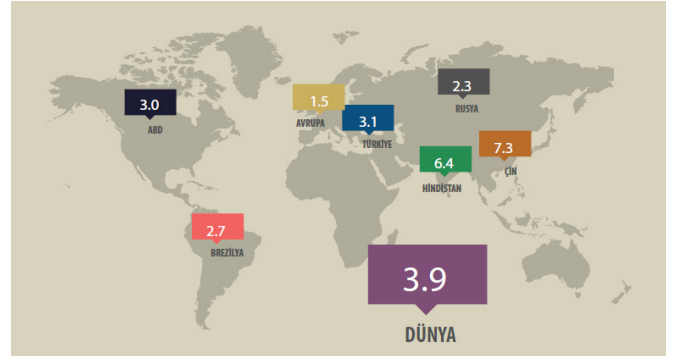 3.0
ABD
1.5
AVRUPA
3.1
TÜRKİYE
2.3
RUSYA
7.3
ÇİN
6.4
HİNDİSTAN
2.7
BREZİLYA
3.9
DÜNYA